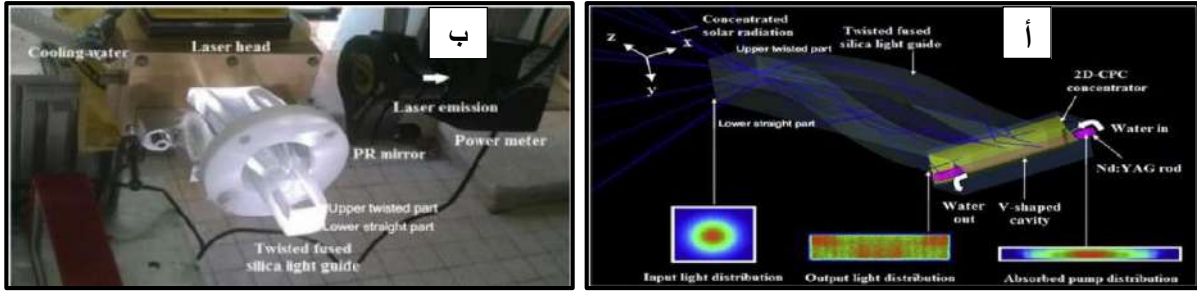 ب
Laser head
Cooling-water
Laser emission
Power meter
PR mirror
Upper twisted part
Lower straight part
Twisted fused
silica light guide
أ
Concentrated
solar radiation
Twisted fused
silica light guide
z
x
y
Upper twisted part
Lower straight part
2D-CPC
concentrator
Water in
Nd:YAG rod
Water
out
V-shaped
cavity
Input light distribution
Output light distribution
Absorbed pump distribution